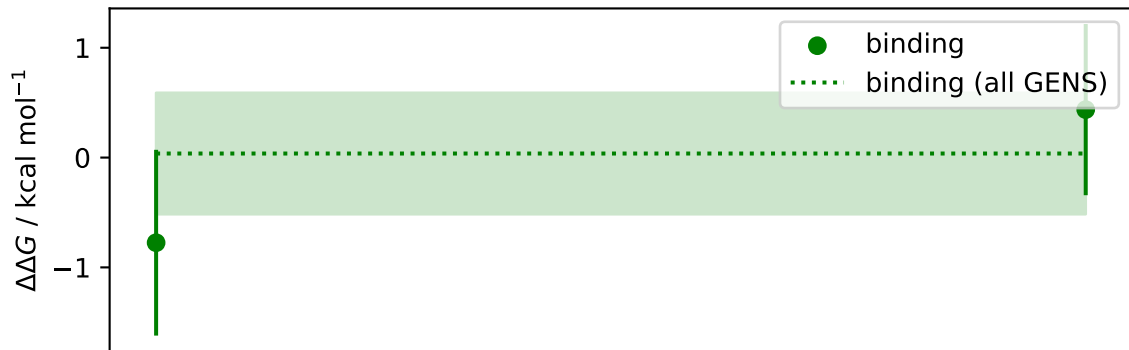 1
0
−1
ΔΔG / kcal mol⁻¹
binding
binding (all GENS)